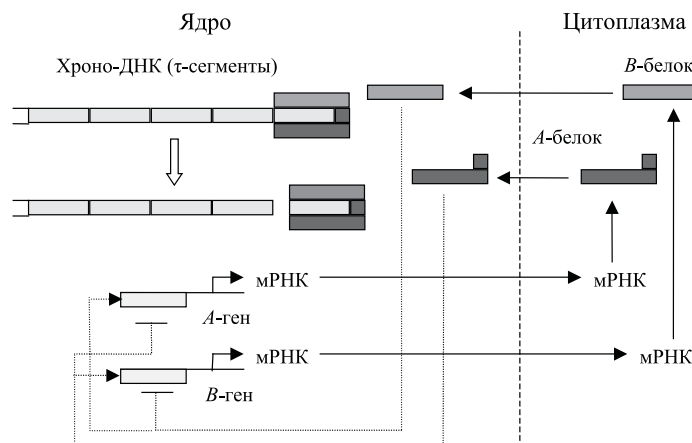 Ядро
Цитоплазма
Хроно-ДНК (τ-сегменты)
B-белок
A-белок
мРНК
мРНК
A-ген
мРНК
мРНК
B-ген